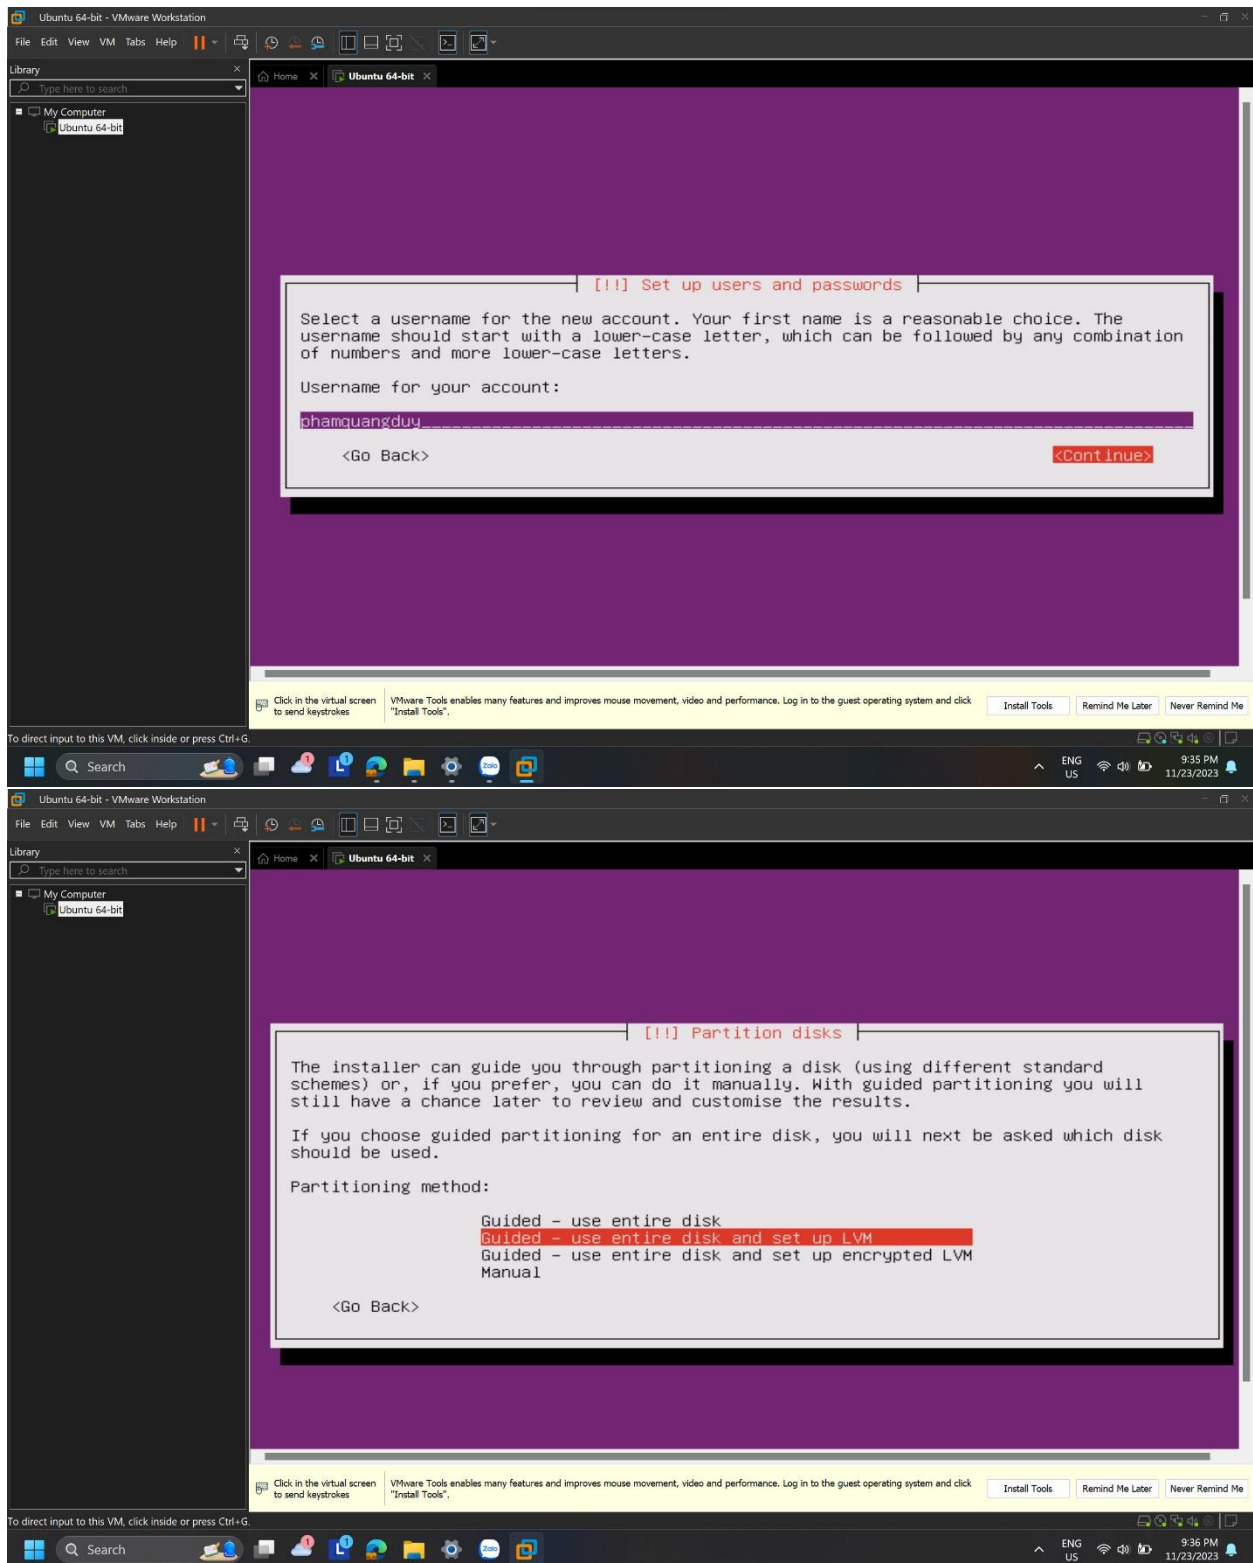 Ubuntu 64-bit - VMware Workstation
File Edit View VM Tabs Help
Library
Home
Ubuntu 64-bit
Type here to search
My Computer
Ubuntu 64-bit
[!!] Set up users and passwords
Select a username for the new account. Your first name is a reasonable choice. The
username should start with a lower-case letter, which can be followed by any combination
of numbers and more lower-case letters.
Username for your account:
phamquangduy
<Go Back> <Continue>
Click in the virtual screen
to send keystrokes
VMware Tools enables many features and improves mouse movement, video and performance. Log in to the guest operating system and click
"Install Tools".
Install Tools
Remind Me Later
Never Remind Me
To direct input to this VM, click inside or press Ctrl+G.
Search
1
L 1
Zalo
ENG
US
9:35 PM
11/23/2023
Ubuntu 64-bit - VMware Workstation
File Edit View VM Tabs Help
Library
Home
Ubuntu 64-bit
Type here to search
My Computer
Ubuntu 64-bit
[!!] Partition disks
The installer can guide you through partitioning a disk (using different standard
schemes) or, if you prefer, you can do it manually. With guided partitioning you will
still have a chance later to review and customise the results.
If you choose guided partitioning for an entire disk, you will next be asked which disk
should be used.
Partitioning method:
Guided - use entire disk
Guided - use entire disk and set up LVM
Guided - use entire disk and set up encrypted LVM
Manual
<Go Back>
Click in the virtual screen
to send keystrokes
VMware Tools enables many features and improves mouse movement, video and performance. Log in to the guest operating system and click
"Install Tools".
Install Tools
Remind Me Later
Never Remind Me
To direct input to this VM, click inside or press Ctrl+G.
Search
1
L 1
Zalo
ENG
US
9:36 PM
11/23/2023